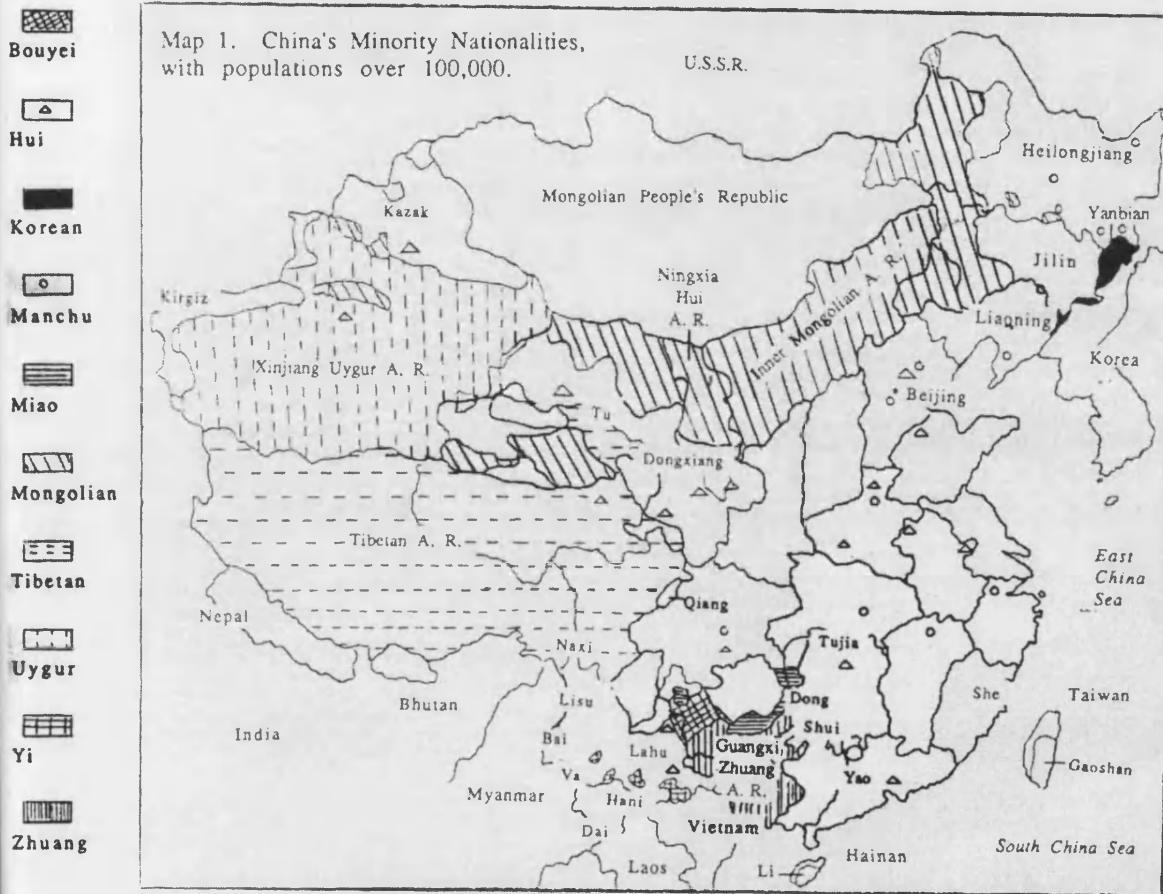 Bouyei
Hui
Korean
Manchu
Miao
Mongolian
Tibetan
Uygur
Yi
Zhuang
Map 1. China's Minority Nationalities,
with populations over 100,000.
U.S.S.R.
Heilongjiang
Mongolian People's Republic
Kazak
Yanbian
Jilin
Ningxia
Hui
A. R.
Inner Mongolian A. R.
Kirgiz
Liaoning
Korea
Xinjiang Uygur A. R.
Beijing
Tu
Dongxiang
Tibetan A. R.
East
China
Sea
Qiang
Nepal
Naxi
Tujia
Bhutan
Lisu
Dong
She
Taiwan
India
Bai
Lahu
Shui
Guangxi
Zhuang
A. R.
Gaoshan
Va
Yao
Myanmar
Hani
Vietnam
Dai
Hainan
South China Sea
Laos
Li